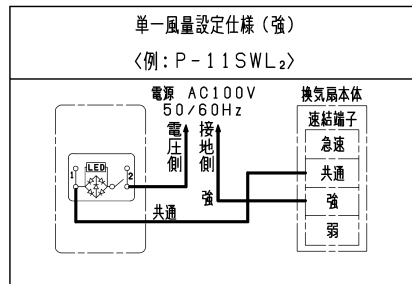 単一風量設定仕様（強）
〈例：P-11SWL₂〉
電源 AC100V
50/60Hz
電圧側
接地側
換気扇本体
速結端子
急速
共通
強
弱
LED
1
2
共通
強